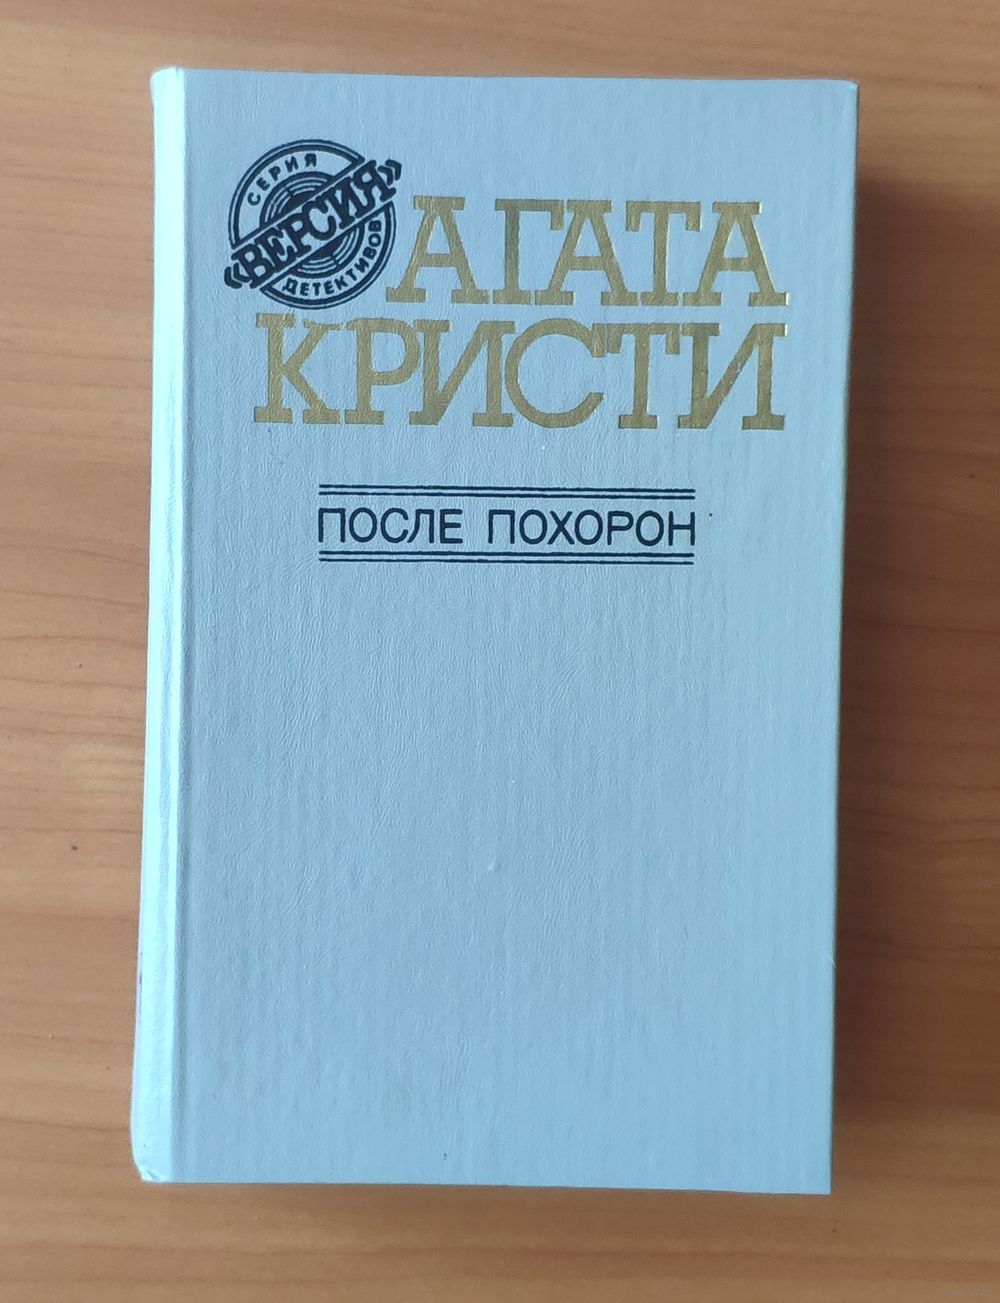 СЕРИЯ
«ВЕРСИЯ»
ДЕТЕКТИВОВ
АГАТА
КРИСТИ
ПОСЛЕ ПОХОРОН